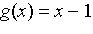 g(x) = x − 1